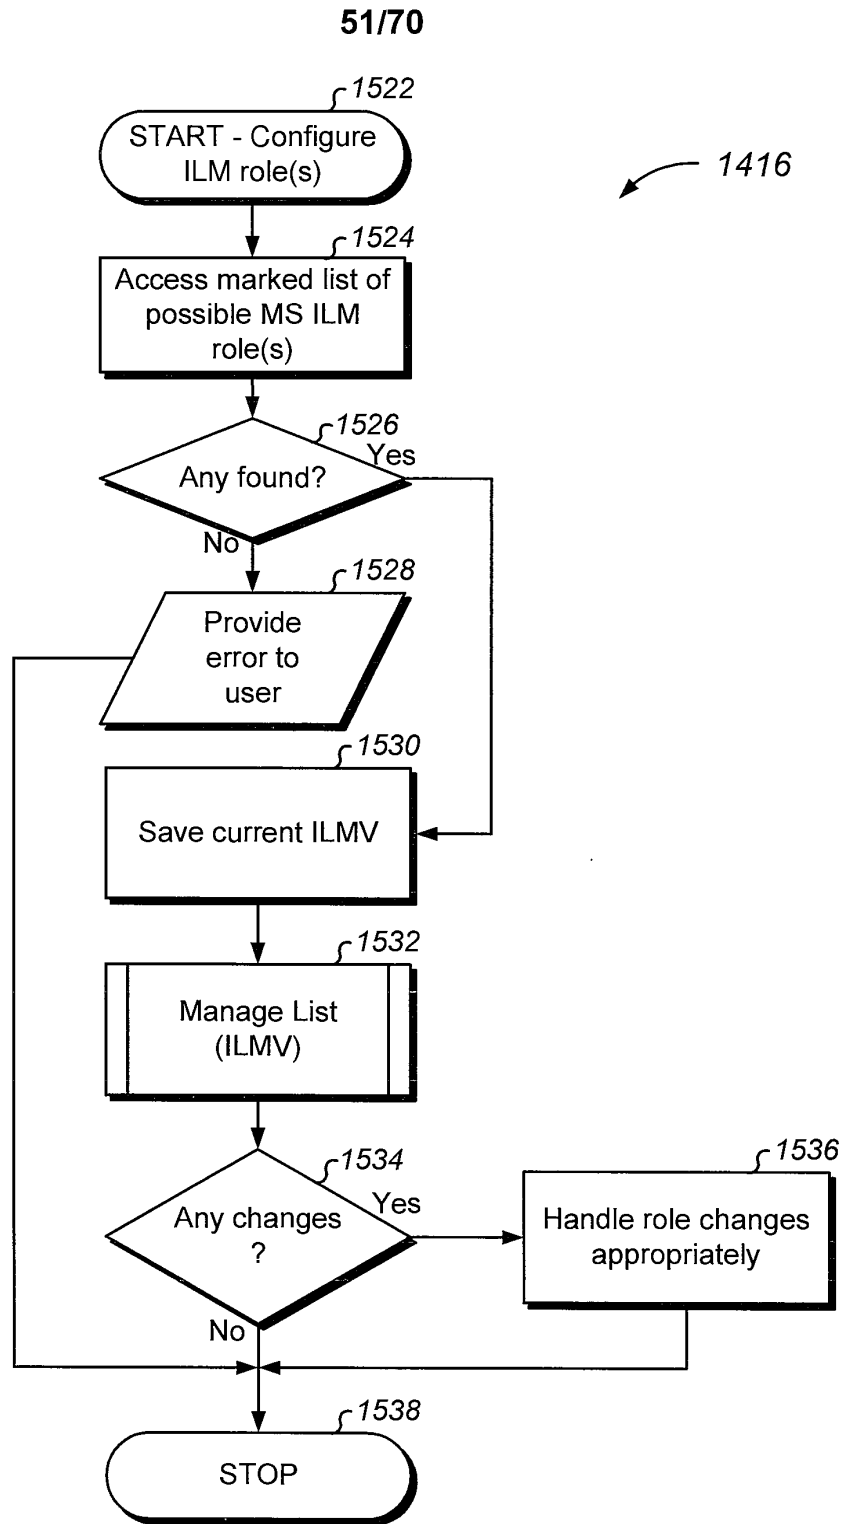 51/70
1522
START - Configure
ILM role(s)
1416
1524
Access marked list of
possible MS ILM
role(s)
1526
Yes
Any found?
No
1528
Provide
error to
user
1530
Save current ILMV
1532
Manage List
(ILMV)
1534
Yes
Any changes
?
1536
Handle role changes
appropriately
No
1538
STOP